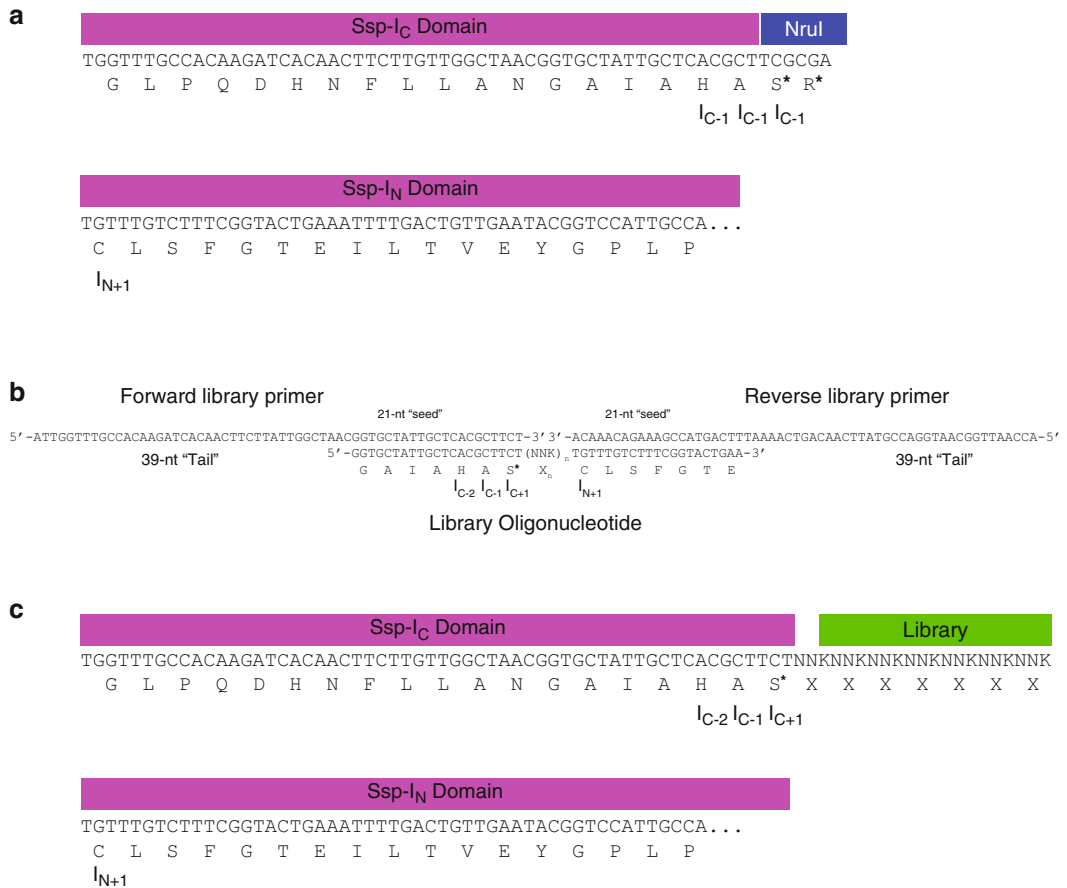 a
Ssp-IC Domain NruI
TGGTTTGCCACAAGATCACAACTTCTTGTTGGCTAACGGTGCTATTGCTCACGCTTCGCGA
G L P Q D H N F L L A N G A I A H A S* R*
IC-1 IC-1 IC-1
Ssp-IN Domain
TGTTTGTCTTTCGGTACTGAAATTTTGACTGTTGAATACGGTCCATTGCCA...
C L S F G T E I L T V E Y G P L P
IN+1
b
Forward library primer Reverse library primer
21-nt “seed” 21-nt “seed”
5’-ATTGGTTTGCCACAAGATCACAACTTCTTATTGGCTAACGGTGCTATTGCTCACGCTTCT-3’ 3’-ACAAACAGAAAGCCATGACTTTAAAACTGACAACTTATGCCAGGTAACGGTTAACCA-5’
39-nt “Tail” 5’-GGTGCTATTGCTCACGCTTCT(NNK)nTGTTTGTCTTTCGGTACTGAA-3’ 39-nt “Tail”
G A I A H A S* Xn C L S F G T E
IC-2 IC-1 IC+1 IN+1
Library Oligonucleotide
c
Ssp-IC Domain Library
TGGTTTGCCACAAGATCACAACTTCTTGTTGGCTAACGGTGCTATTGCTCACGCTTCTNNKNNKNNKNNKNNKNNKNNK
G L P Q D H N F L L A N G A I A H A S* X X X X X X X
IC-2 IC-1 IC+1
Ssp-IN Domain
TGTTTGTCTTTCGGTACTGAAATTTTGACTGTTGAATACGGTCCATTGCCA...
C L S F G T E I L T V E Y G P L P
IN+1